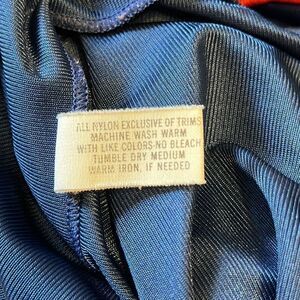 ALL NYLON EXCLUSIVE OF TRIMS
MACHINE WASH WARM
WITH LIKE COLORS-NO BLEACH
TUMBLE DRY MEDIUM
WARM IRON, IF NEEDED